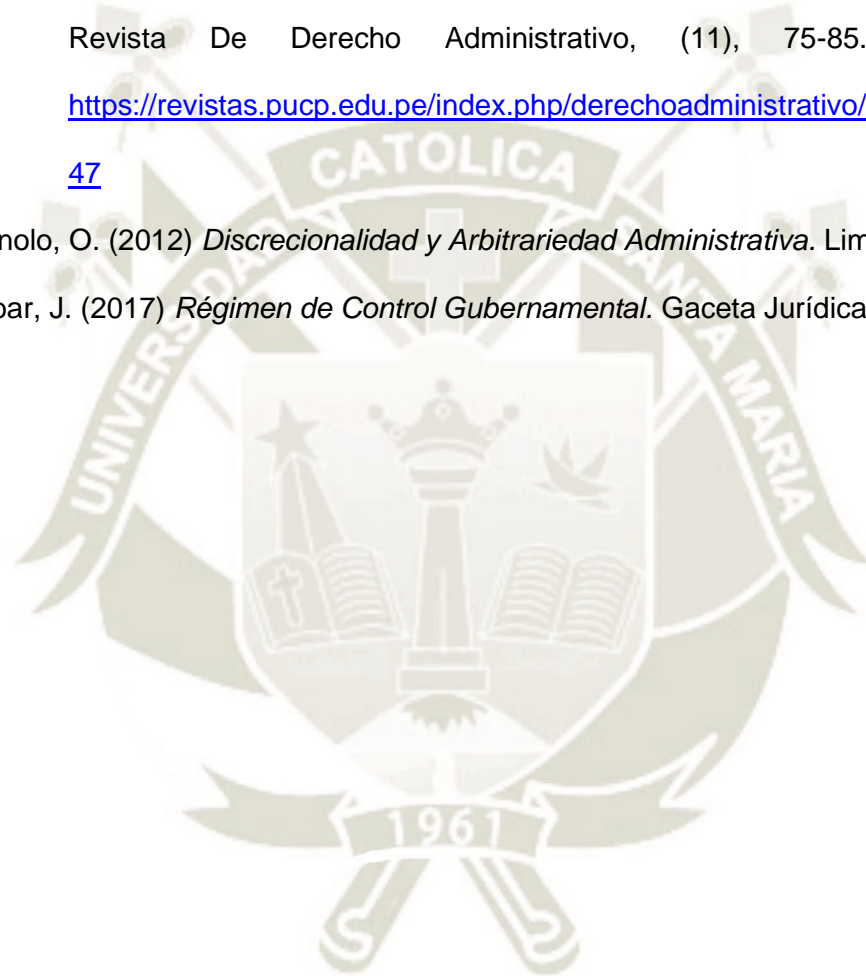 Revista De Derecho Administrativo, (11), 75-85.
https://revistas.pucp.edu.pe/index.php/derechoadministrativo/
47
nolo, O. (2012) Discrecionalidad y Arbitrariedad Administrativa. Lim
bar, J. (2017) Régimen de Control Gubernamental. Gaceta Jurídica
UNIVERSIDAD CATOLICA SANTA MARIA
1961